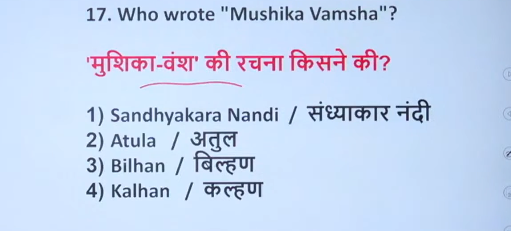 17. Who wrote "Mushika Vamsha"?
'मुशिका-वंश' की रचना किसने की?
1) Sandhyakara Nandi / संध्याकार नंदी
2) Atula / अतुल
3) Bilhan / बिल्हण
4) Kalhan / कल्हण